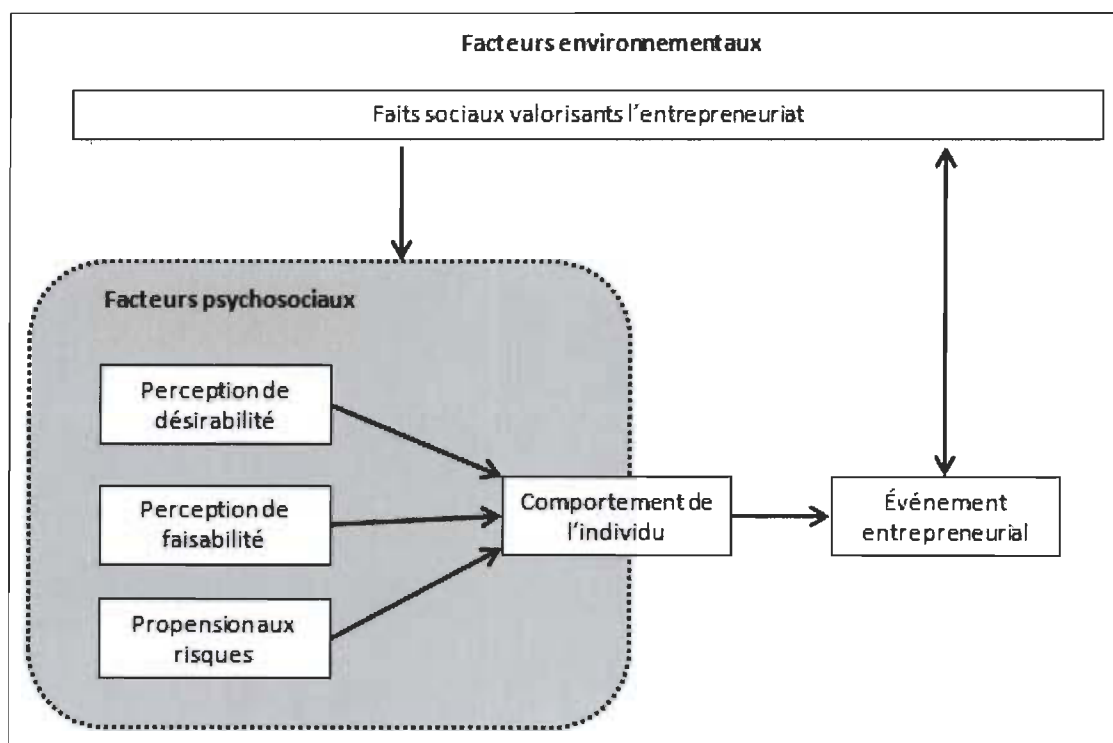 Facteurs environnementaux
Faits sociaux valorisants l'entrepreneuriat
Facteurs psychosociaux
Perception de
désirabilité
Perception de
faisabilité
Propension aux
risques
Comportement de
l'individu
Événement
entrepreneurial